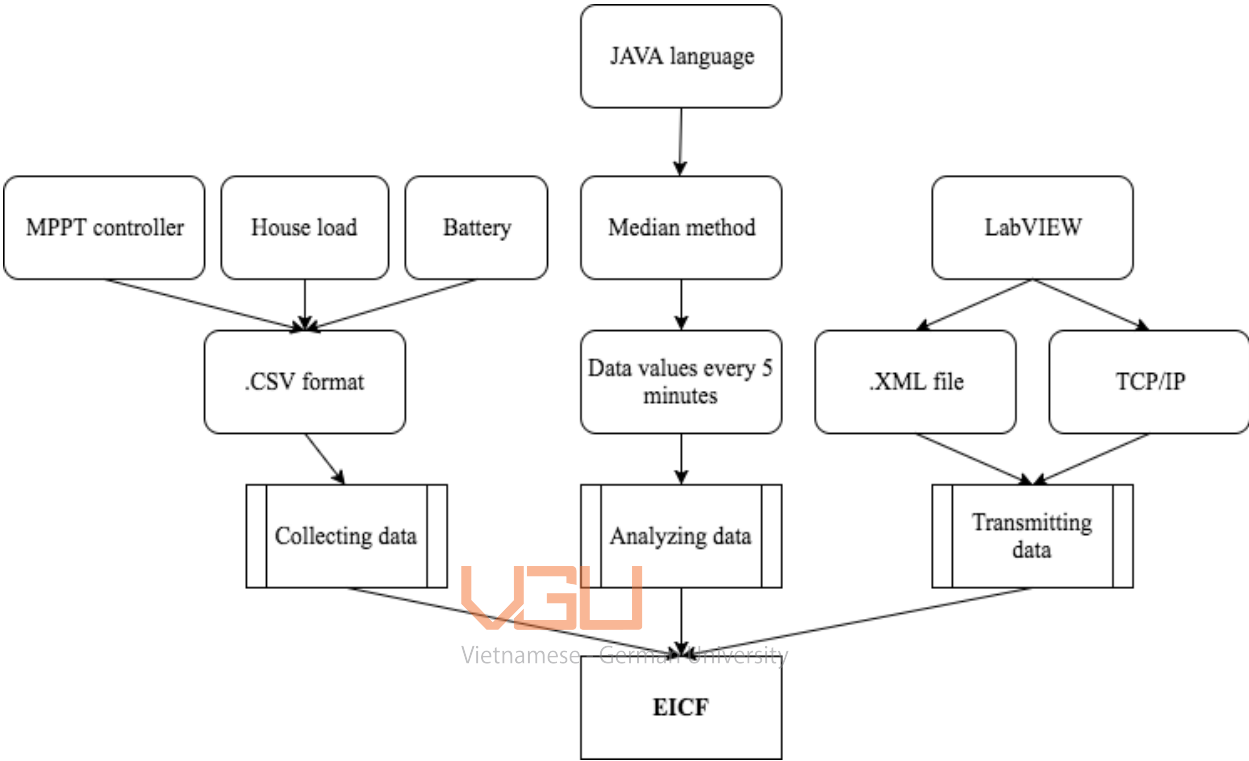 JAVA language
MPPT controller
House load
Battery
Median method
LabVIEW
.CSV format
Data values every 5
minutes
.XML file
TCP/IP
Collecting data
Analyzing data
Transmitting
data
VGU
Vietnamese - German University
EICF